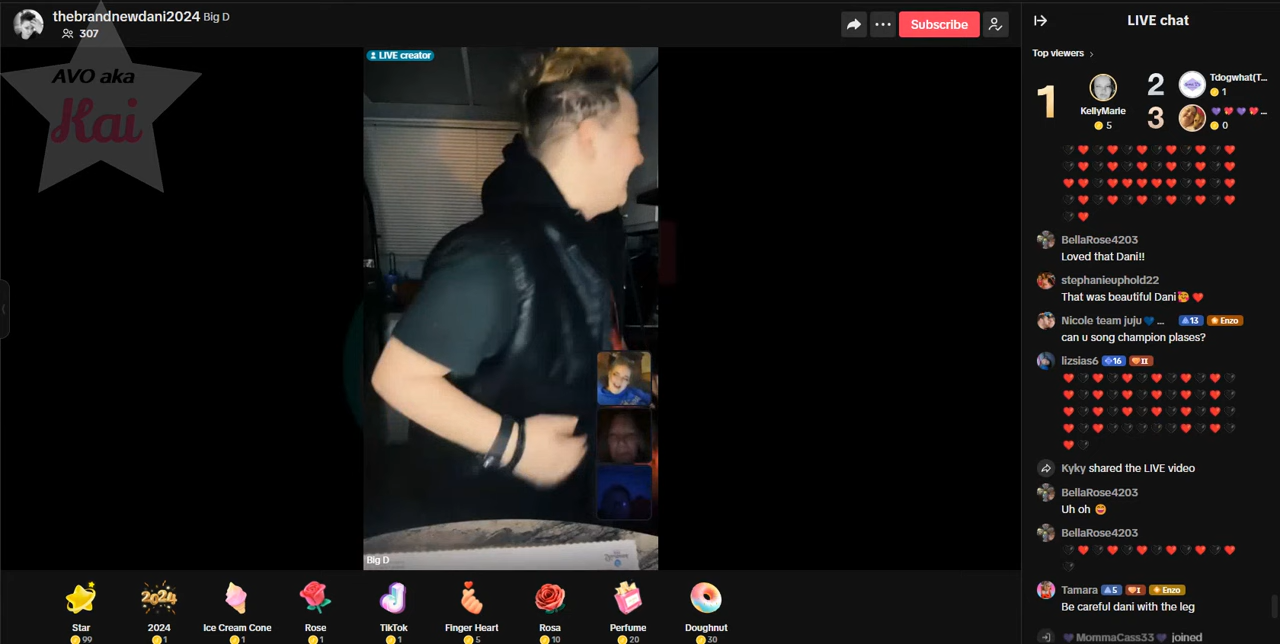 thebrandnewdani2024 Big D
307
Subscribe
AVO aka
Kai
LIVE creator
Big D
Star
99
2024
2024
1
Ice Cream Cone
1
Rose
1
TikTok
1
Finger Heart
5
Rosa
10
Perfume
20
Doughnut
30
LIVE chat
Top viewers
1
KellyMarie
5
2
Tdogwhat(T...
1
3
...
0
BellaRose4203
Loved that Dani!!
stephanieuphold22
That was beautiful Dani🥰 ❤️
Nicole team juju💙 ... 13 Enzo
can u song champion plases?
lizsias6 16 II
Kyky shared the LIVE video
BellaRose4203
Uh oh 😄
BellaRose4203
Tamara 5 I Enzo
Be careful dani with the leg
MommaCass33 joined